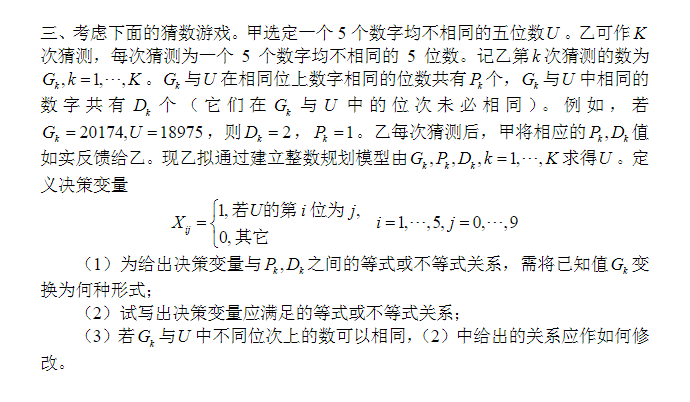 三、考虑下面的猜数游戏。甲选定一个 5 个数字均不相同的五位数U 。乙可作 K
次猜测，每次猜测为一个 5 个数字均不相同的 5 位数。记乙第 k 次猜测的数为
G_k, k = 1,⋯,K 。G_k 与U 在相同位上数字相同的位数共有 P_k 个，G_k 与U 中相同的
数字共有 D_k 个（它们在 G_k 与 U 中的位次未必相同）。例如，若
G_k = 20174, U = 18975 ，则 D_k = 2 ， P_k = 1 。乙每次猜测后，甲将相应的 P_k, D_k 值
如实反馈给乙。现乙拟通过建立整数规划模型由 G_k, P_k, D_k, k = 1,⋯,K 求得U 。定
义决策变量
X_ij = {1, 若U的第 i 位为 j, 0, 其它 i = 1,⋯,5, j = 0,⋯,9
（1）为给出决策变量与 P_k, D_k 之间的等式或不等式关系，需将已知值 G_k 变
换为何种形式；
（2）试写出决策变量应满足的等式或不等式关系；
（3）若 G_k 与U 中不同位次上的数可以相同，（2）中给出的关系应作如何修
改。